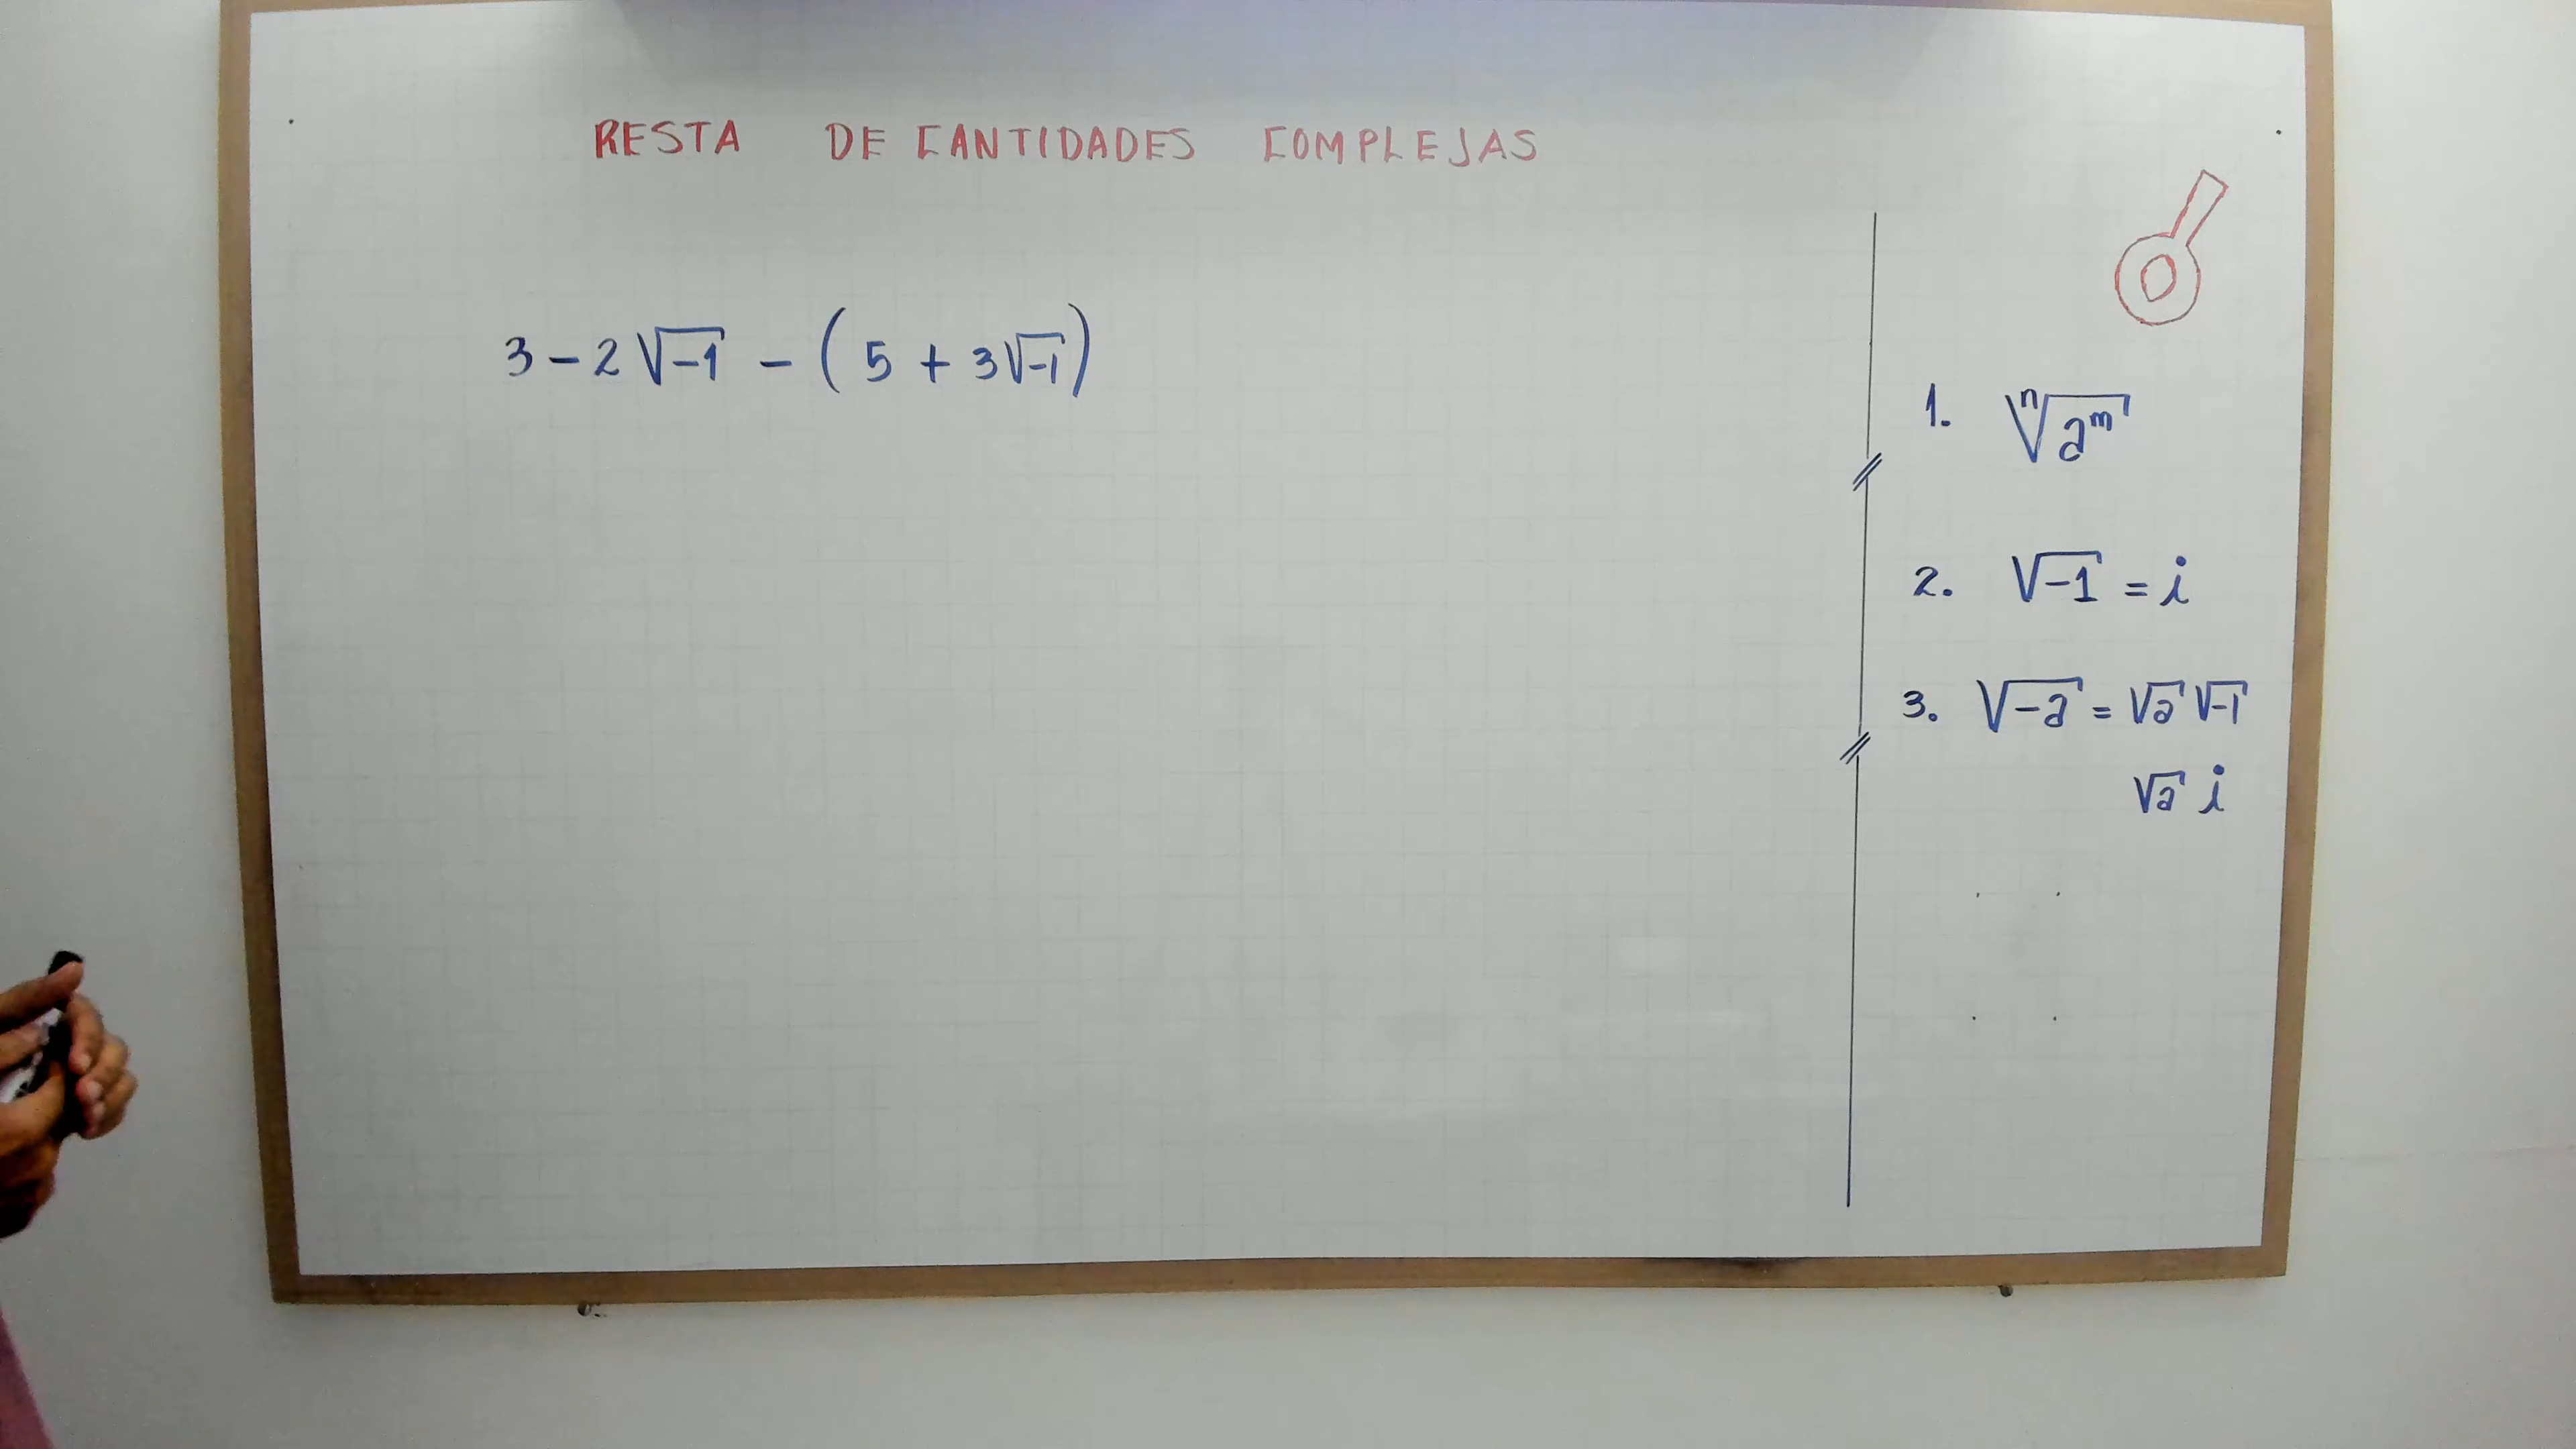 RESTA DE CANTIDADES COMPLEJAS
3 - 2 √-1 - ( 5 + 3√-1 )
1. ⁿ√aᵐ
2. √-1 = i
3. √-a = √a √-1
√a i